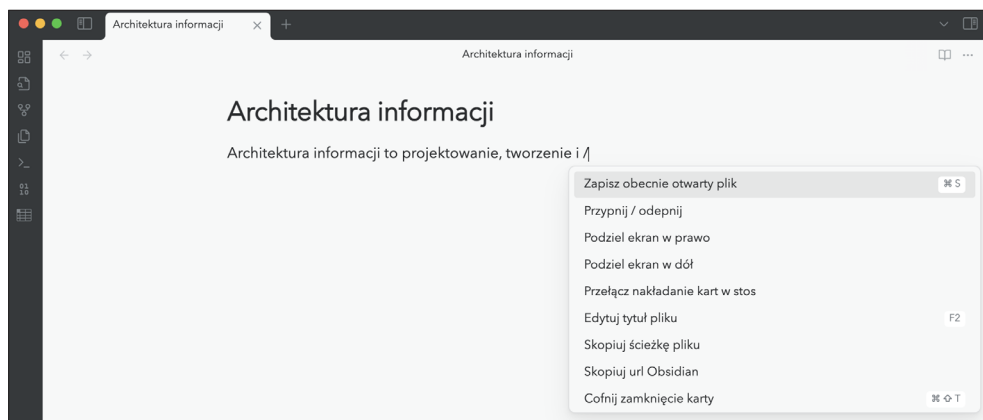 Architektura informacji
Architektura informacji
Architektura informacji
Architektura informacji to projektowanie, tworzenie i /
Zapisz obecnie otwarty plik ⌘ S
Przypnij / odepnij
Podziel ekran w prawo
Podziel ekran w dół
Przełącz nakładanie kart w stos
Edytuj tytuł pliku F2
Skopiuj ścieżkę pliku
Skopiuj url Obsidian
Cofnij zamknięcie karty ⌘ ⇧ T